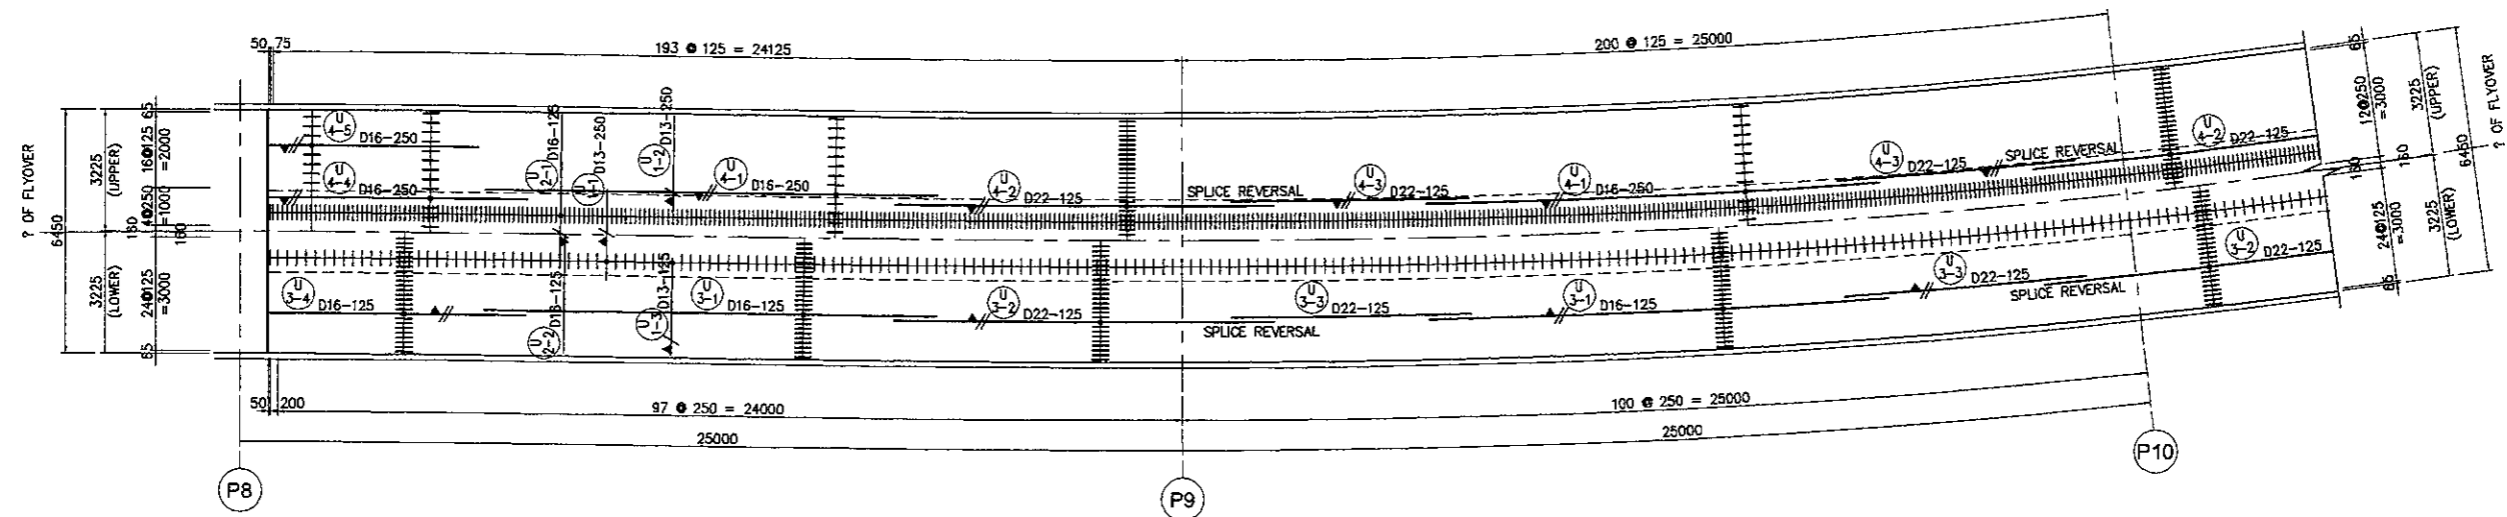 50 75
193 @ 125 = 24125
200 @ 125 = 25000
? OF FLYOVER
6450
3225
(UPPER)
3225
(LOWER)
65
16@125
=2000
4@250
=1000
160
160
24@125
=3000
65
U
4-5
D16-250
U
4-4
D16-250
U
2-1
D16-125
U
1-1
D13-250
U
1-2
D13-250
U
4-1
D16-250
U
4-2
D22-125
SPLICE REVERSAL
U
4-3
D22-125
U
4-1
D16-250
U
4-3
D22-125
SPLICE REVERSAL
U
4-2
D22-125
U
3-4
D16-125
U
2-2
D16-125
U
1-3
D13-125
U
3-1
D16-125
U
3-2
D22-125
SPLICE REVERSAL
U
3-3
D22-125
U
3-1
D16-125
U
3-3
D22-125
SPLICE REVERSAL
U
3-2
D22-125
65
12@250
=3000
160
160
24@125
=3000
65
3225
(UPPER)
3225
(LOWER)
6450
? OF FLYOVER
50 200
97 @ 250 = 24000
100 @ 250 = 25000
25000
25000
P8
P9
P10